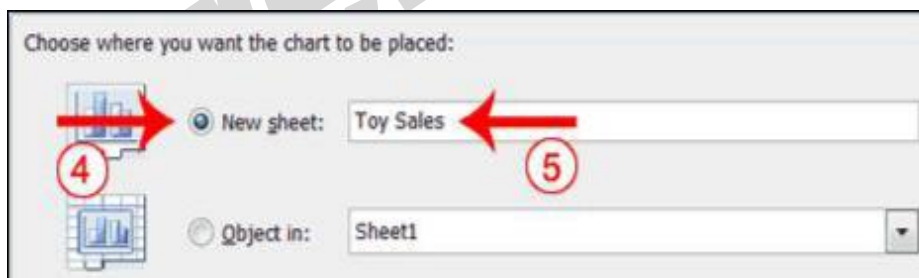 Choose where you want the chart to be placed:
4 New sheet: Toy Sales 5
Object in: Sheet1